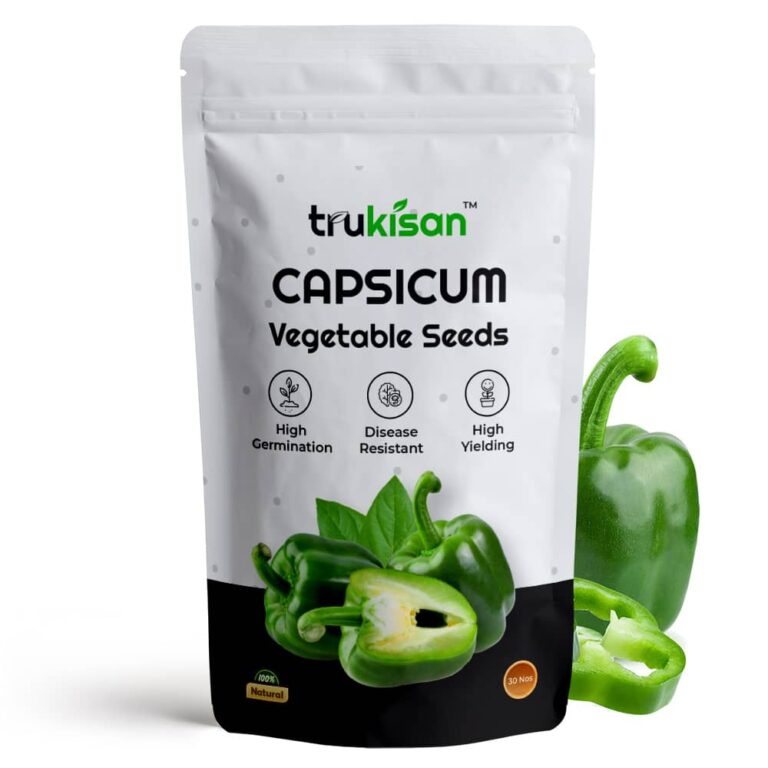 trukisan™
CAPSICUM
Vegetable Seeds
High
Germination
Disease
Resistant
High
Yielding
100%
Natural
30 Nos